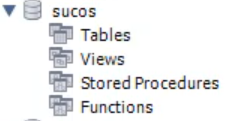 sucos
Tables
Views
Stored Procedures
Functions